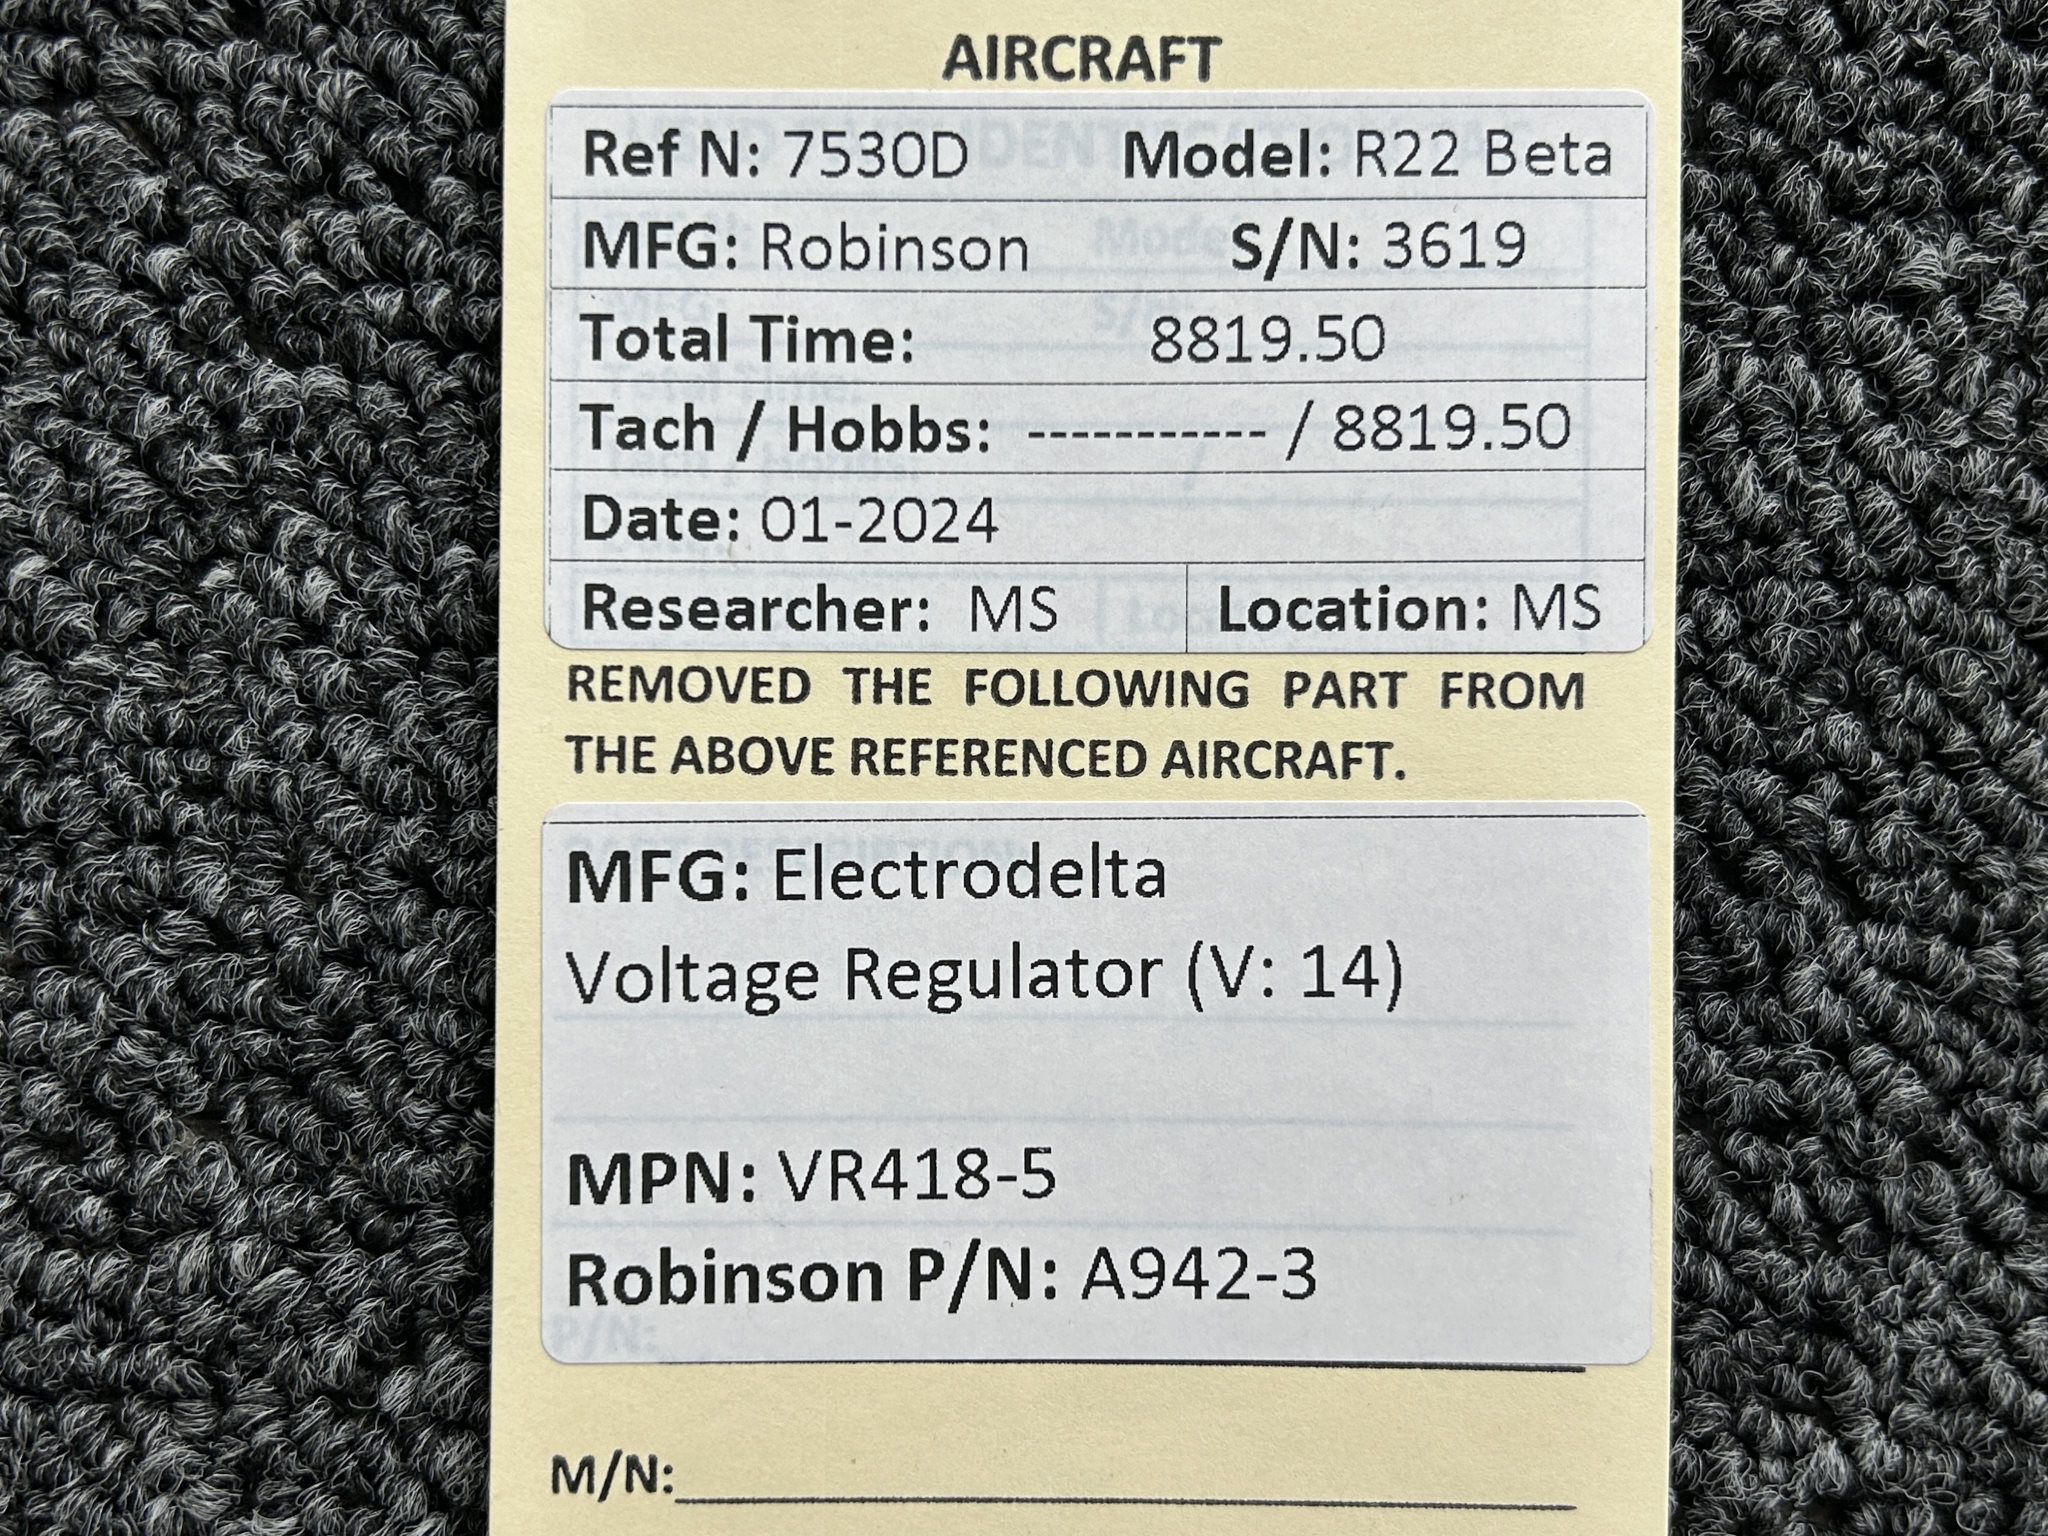 AIRCRAFT
Ref N: 7530D Model: R22 Beta
MFG: Robinson S/N: 3619
Total Time: 8819.50
Tach / Hobbs: ----------- / 8819.50
Date: 01-2024
Researcher: MS Location: MS
REMOVED THE FOLLOWING PART FROM
THE ABOVE REFERENCED AIRCRAFT.
MFG: Electrodelta
Voltage Regulator (V: 14)
MPN: VR418-5
Robinson P/N: A942-3
P/N:
M/N: